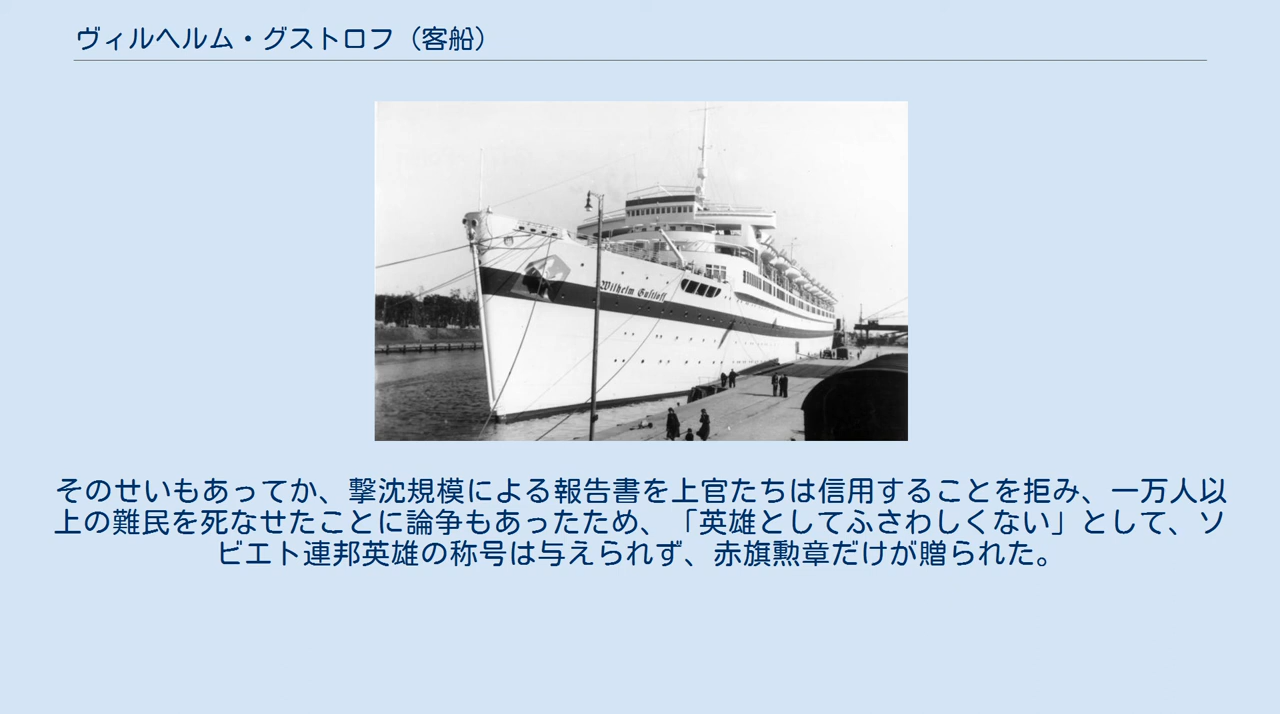 ヴィルヘルム・グストロフ（客船）
Wilhelm Gustloff
そのせいもあってか、撃沈規模による報告書を上官たちは信用することを拒み、一万人以
上の難民を死なせたことに論争もあったため、「英雄としてふさわしくない」として、ソ
ビエト連邦英雄の称号は与えられず、赤旗勲章だけが贈られた。